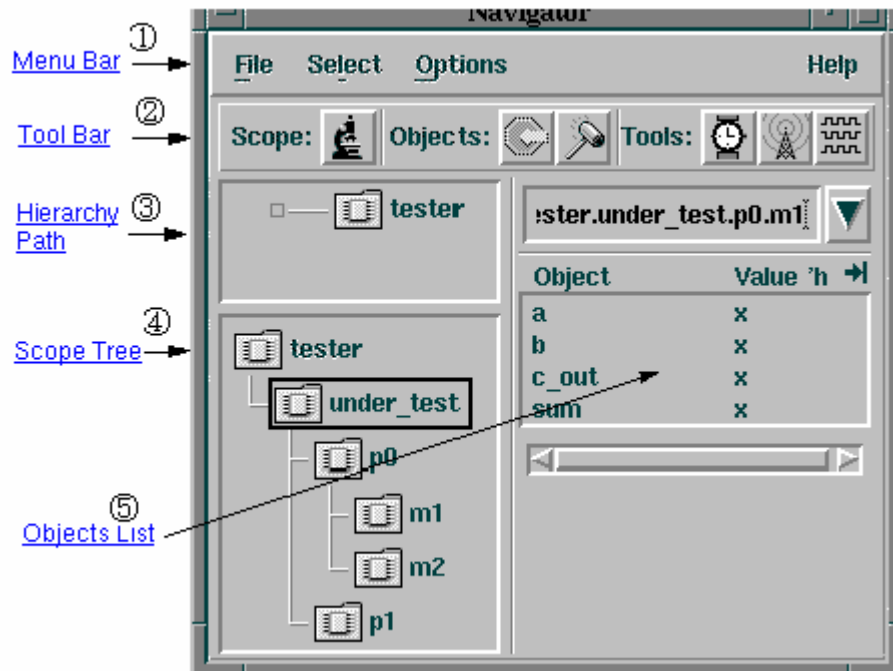 Navigator
①
Menu Bar
File Select Options Help
②
Tool Bar
Scope: Objects: Tools:
③
Hierarchy
Path
tester
:ster.under_test.p0.m1
Object Value 'h
a x
b x
c_out x
sum x
④
Scope Tree
tester
under_test
p0
m1
m2
p1
⑤
Objects List